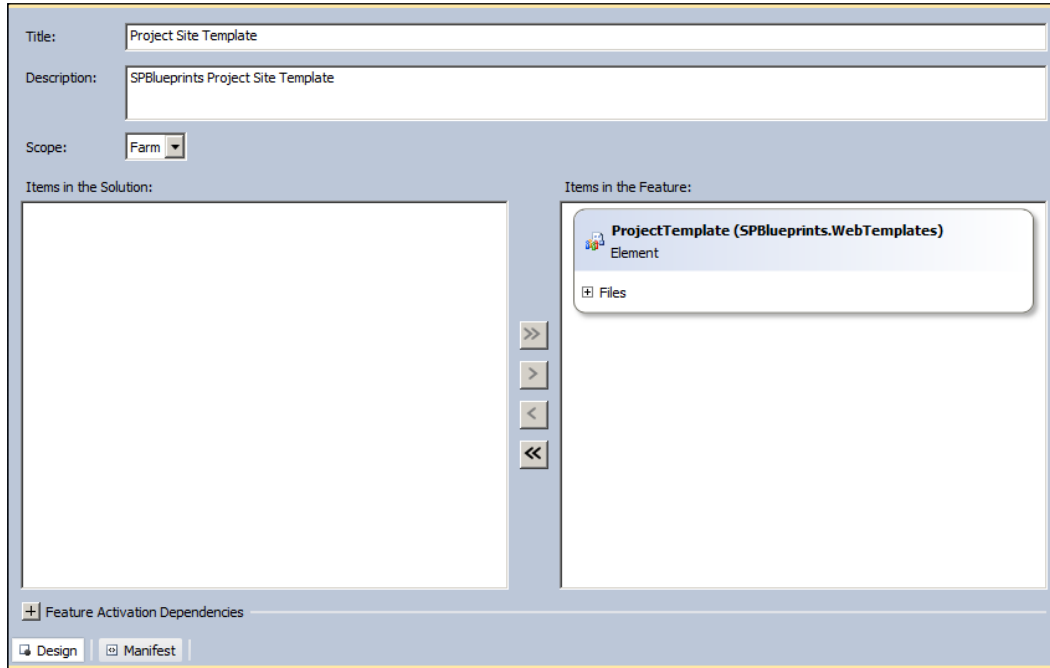 Title:
Project Site Template
Description:
SPBlueprints Project Site Template
Scope:
Farm
Items in the Solution:
Items in the Feature:
ProjectTemplate (SPBlueprints.WebTemplates)
Element
Files
Feature Activation Dependencies
Design
Manifest